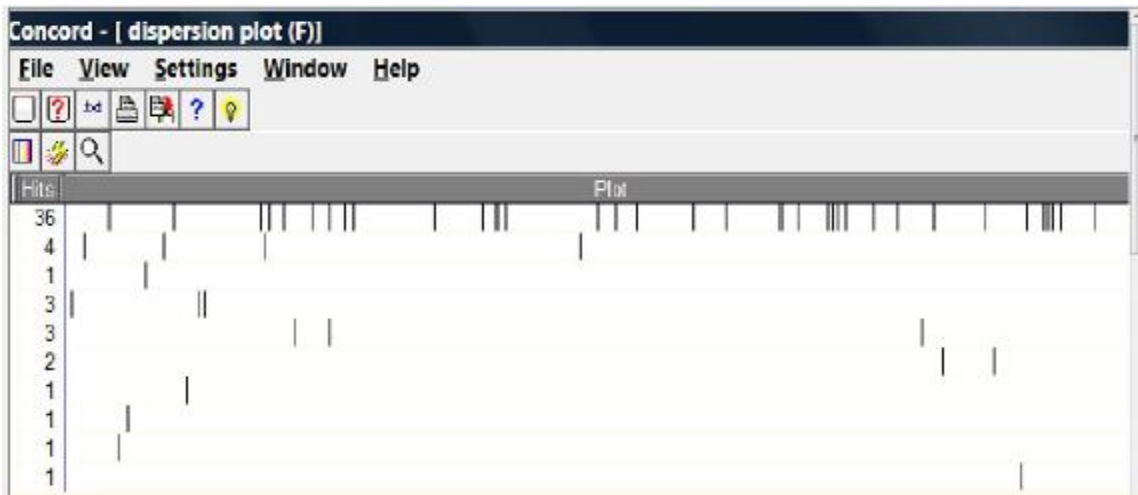 Concord - [ dispersion plot (F)]
File View Settings Window Help
? .txt ?
Hits Plot
36
4
1
3
3
2
1
1
1
1